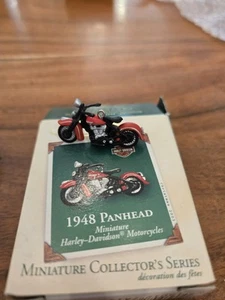 1948 PANHEAD
Miniature
Harley-Davidson® Motorcycles
MINIATURE COLLECTOR'S SERIES
décoration des fêtes